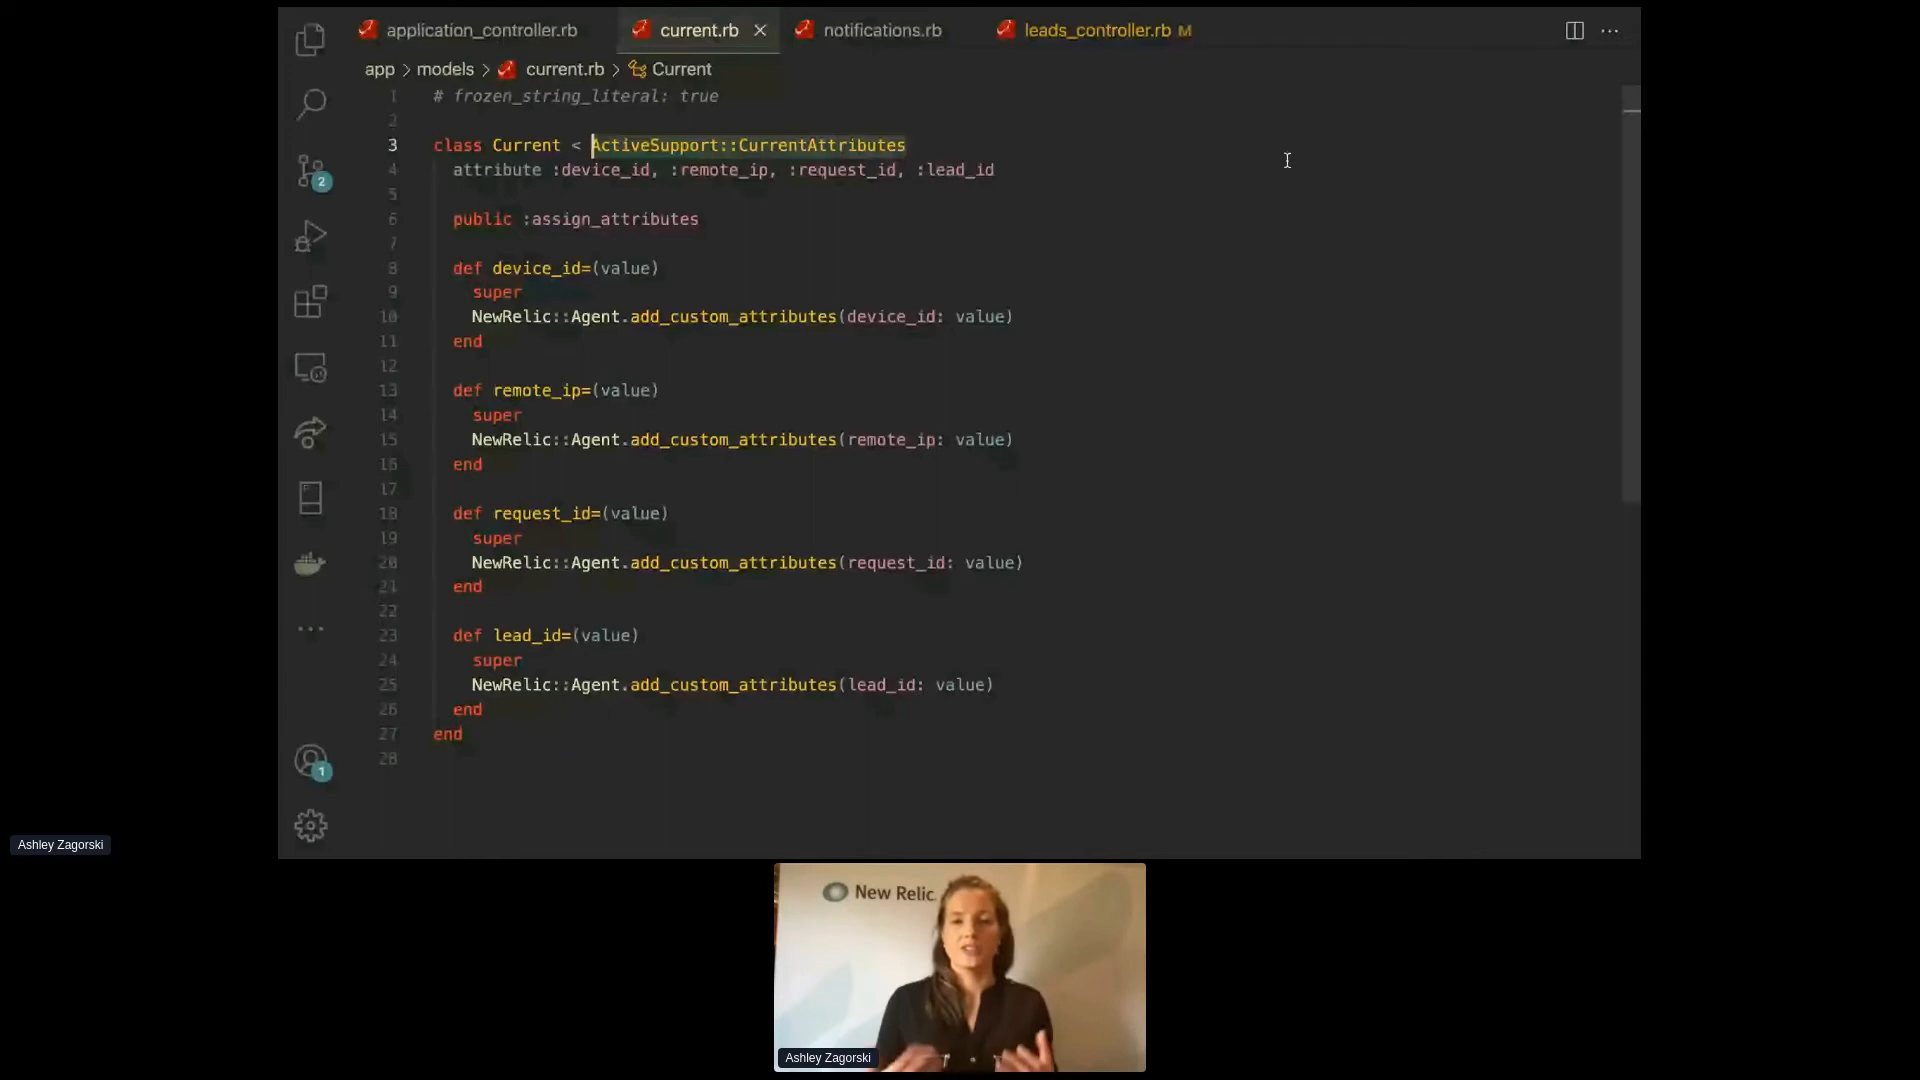 application_controller.rb current.rb notifications.rb leads_controller.rb M
app > models > current.rb > Current
1 # frozen_string_literal: true
2
3 class Current < ActiveSupport::CurrentAttributes
4 attribute :device_id, :remote_ip, :request_id, :lead_id
5
6 public :assign_attributes
7
8 def device_id=(value)
9 super
10 NewRelic::Agent.add_custom_attributes(device_id: value)
11 end
12
13 def remote_ip=(value)
14 super
15 NewRelic::Agent.add_custom_attributes(remote_ip: value)
16 end
17
18 def request_id=(value)
19 super
20 NewRelic::Agent.add_custom_attributes(request_id: value)
21 end
22
23 def lead_id=(value)
24 super
25 NewRelic::Agent.add_custom_attributes(lead_id: value)
26 end
27 end
28
2
1
Ashley Zagorski
New Relic
Ashley Zagorski